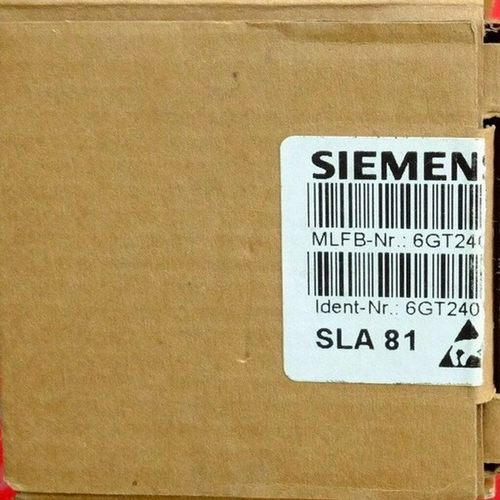 SIEMENS
MLFB-Nr.: 6GT240
Ident-Nr.: 6GT240
SLA 81